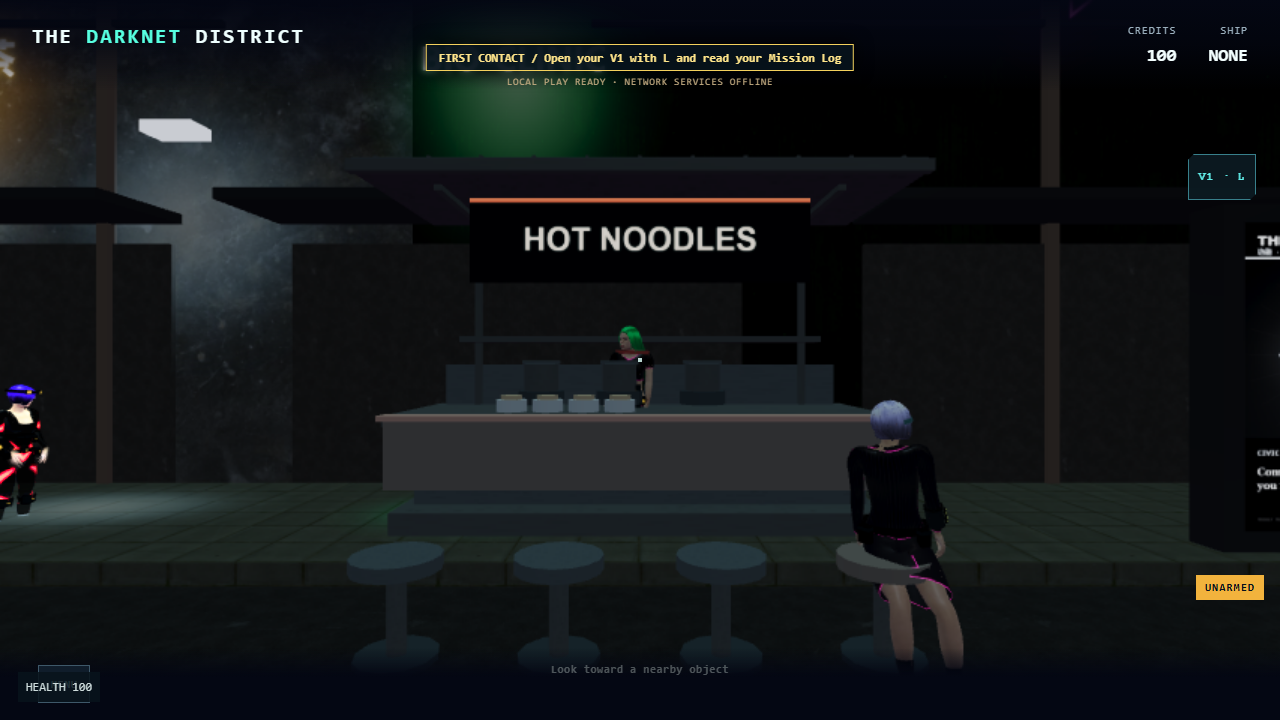 THE DARKNET DISTRICT
FIRST CONTACT / Open your V1 with L and read your Mission Log
LOCAL PLAY READY · NETWORK SERVICES OFFLINE
CREDITS
100
SHIP
NONE
V1 · L
HOT NOODLES
UNARMED
Look toward a nearby object
HEALTH 100